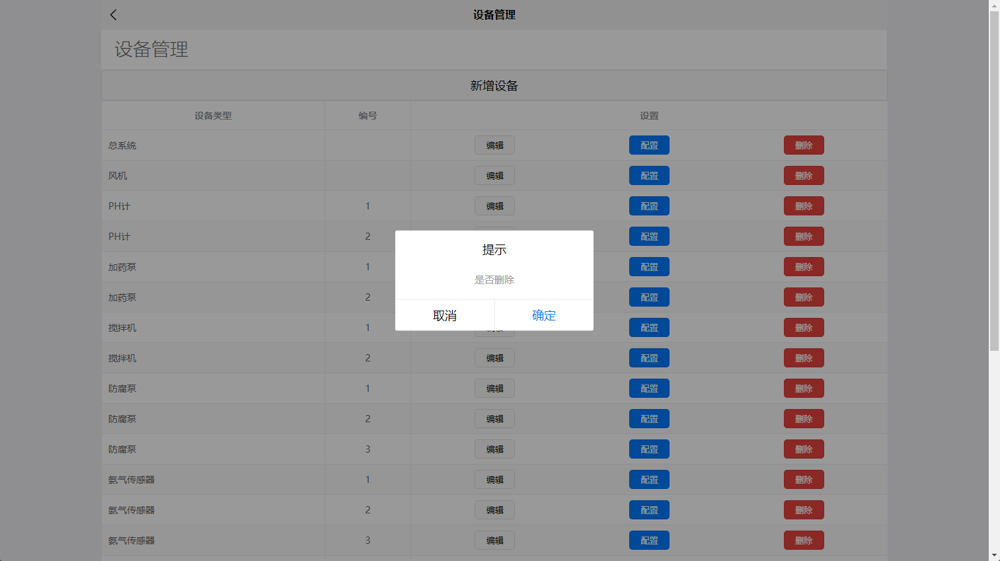 设备管理
设备管理
新增设备
设备类型 编号 设置
总系统 编辑 配置 删除
风机 编辑 配置 删除
PH计 1 编辑 配置 删除
PH计 2 配置 删除
加药泵 1 配置 删除
加药泵 2 配置 删除
搅拌机 1 配置 删除
搅拌机 2 编辑 配置 删除
防腐泵 1 编辑 配置 删除
防腐泵 2 编辑 配置 删除
防腐泵 3 编辑 配置 删除
氨气传感器 1 编辑 配置 删除
氨气传感器 2 编辑 配置 删除
氨气传感器 3 编辑 配置 删除
提示
是否删除
取消 确定